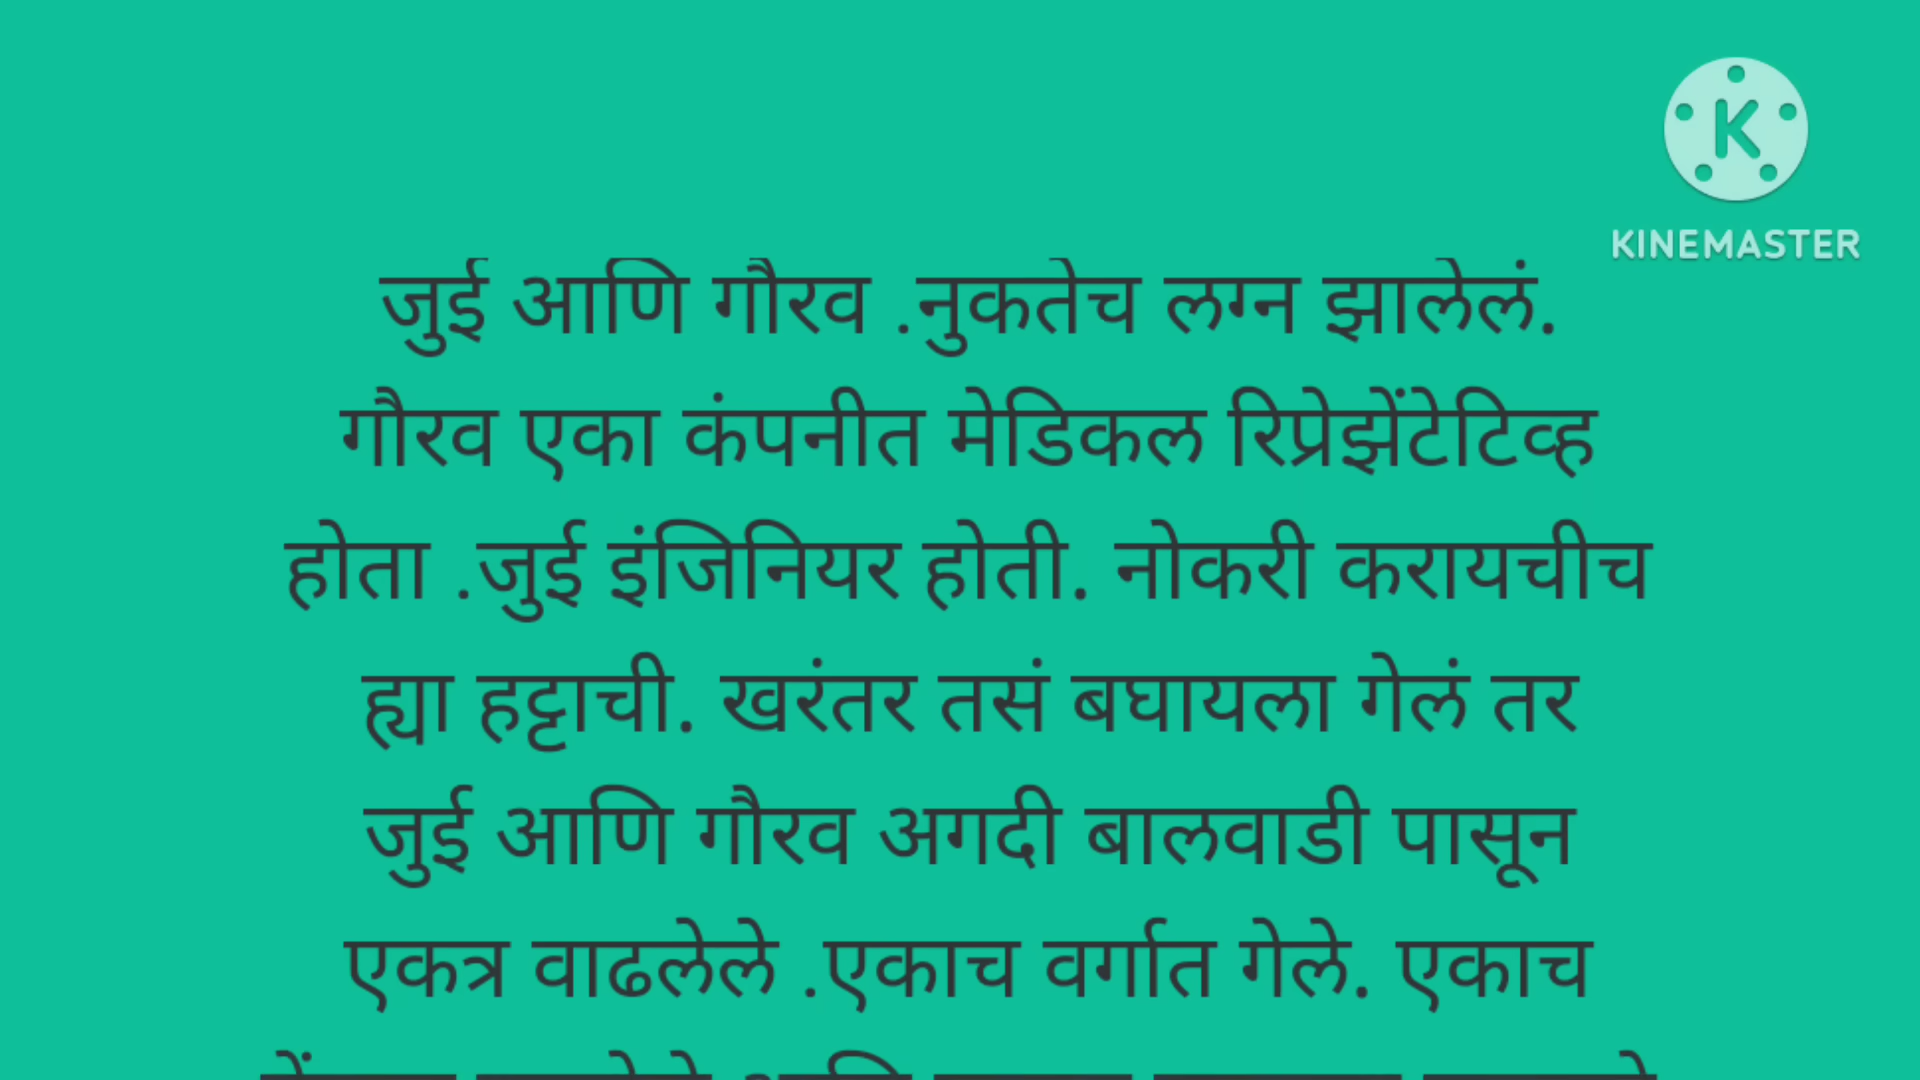 KINEMASTER
जुई आणि गौरव .नुकतेच लग्न झालेलं.
गौरव एका कंपनीत मेडिकल रिप्रेझेंटेटिव्ह
होता .जुई इंजिनियर होती. नोकरी करायचीच
ह्या हट्टाची. खरंतर तसं बघायला गेलं तर
जुई आणि गौरव अगदी बालवाडी पासून
एकत्र वाढलेले .एकाच वर्गात गेले. एकाच